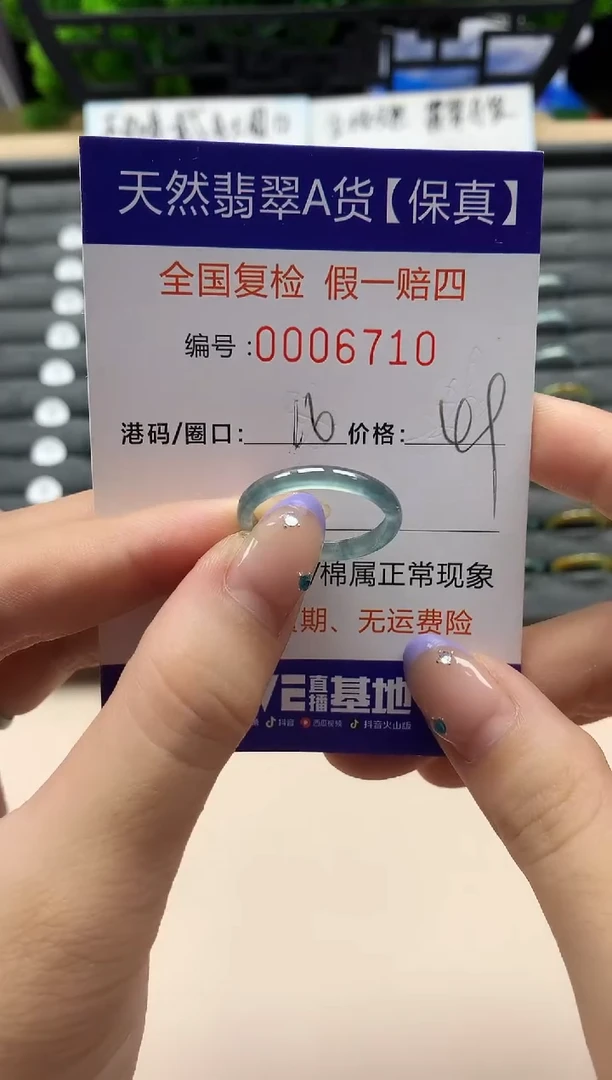 天然翡翠A货【保真】
全国复检 假一赔四
编号:0006710
港码/圈口: 16 价格:
/棉属正常现象
期、无运费险
VE直播基地
抖音 西瓜视频 抖音火山版